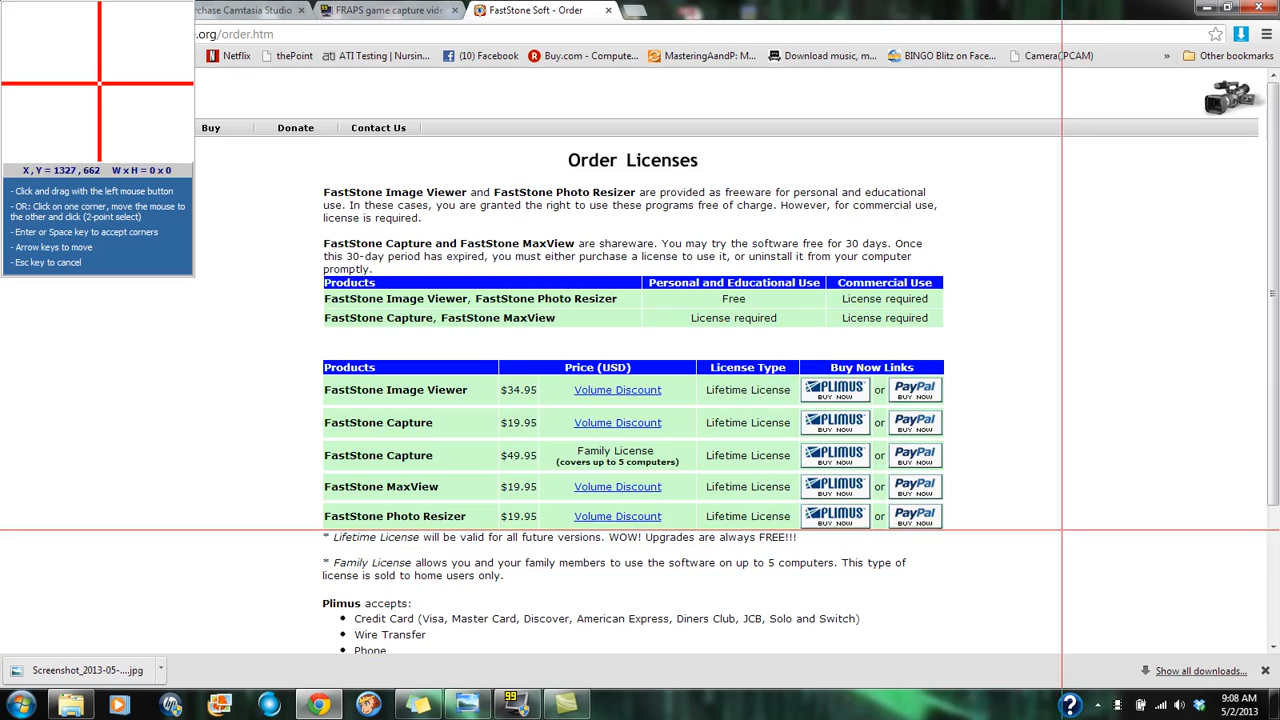 rchase Camtasia Studio
FRAPS game capture vide
FastStone Soft - Order
.org/order.htm
Netflix
thePoint
ati ATI Testing | Nursin...
(10) Facebook
Buy.com - Compute...
MasteringAandP: M...
Download music, m...
BINGO Blitz on Face...
Camera(PCAM)
»
Other bookmarks
Buy
Donate
Contact Us
X , Y = 1327 , 662 W x H = 0 x 0
- Click and drag with the left mouse button
- OR: Click on one corner, move the mouse to
the other and click (2-point select)
- Enter or Space key to accept corners
- Arrow keys to move
- Esc key to cancel
Order Licenses
FastStone Image Viewer and FastStone Photo Resizer are provided as freeware for personal and educational
use. In these cases, you are granted the right to use these programs free of charge. However, for commercial use,
license is required.
FastStone Capture and FastStone MaxView are shareware. You may try the software free for 30 days. Once
this 30-day period has expired, you must either purchase a license to use it, or uninstall it from your computer
promptly.
Products Personal and Educational Use Commercial Use
FastStone Image Viewer, FastStone Photo Resizer Free License required
FastStone Capture, FastStone MaxView License required License required
Products Price (USD) License Type Buy Now Links
FastStone Image Viewer $34.95 Volume Discount Lifetime License PLIMUS BUY NOW or PayPal BUY NOW
FastStone Capture $19.95 Volume Discount Lifetime License PLIMUS BUY NOW or PayPal BUY NOW
FastStone Capture $49.95 Family License (covers up to 5 computers) Lifetime License PLIMUS BUY NOW or PayPal BUY NOW
FastStone MaxView $19.95 Volume Discount Lifetime License PLIMUS BUY NOW or PayPal BUY NOW
FastStone Photo Resizer $19.95 Volume Discount Lifetime License PLIMUS BUY NOW or PayPal BUY NOW
* Lifetime License will be valid for all future versions. WOW! Upgrades are always FREE!!!
* Family License allows you and your family members to use the software on up to 5 computers. This type of
license is sold to home users only.
Plimus accepts:
• Credit Card (Visa, Master Card, Discover, American Express, Diners Club, JCB, Solo and Switch)
• Wire Transfer
• Phone
Screenshot_2013-05-....jpg
Show all downloads...
99
9:08 AM
5/2/2013